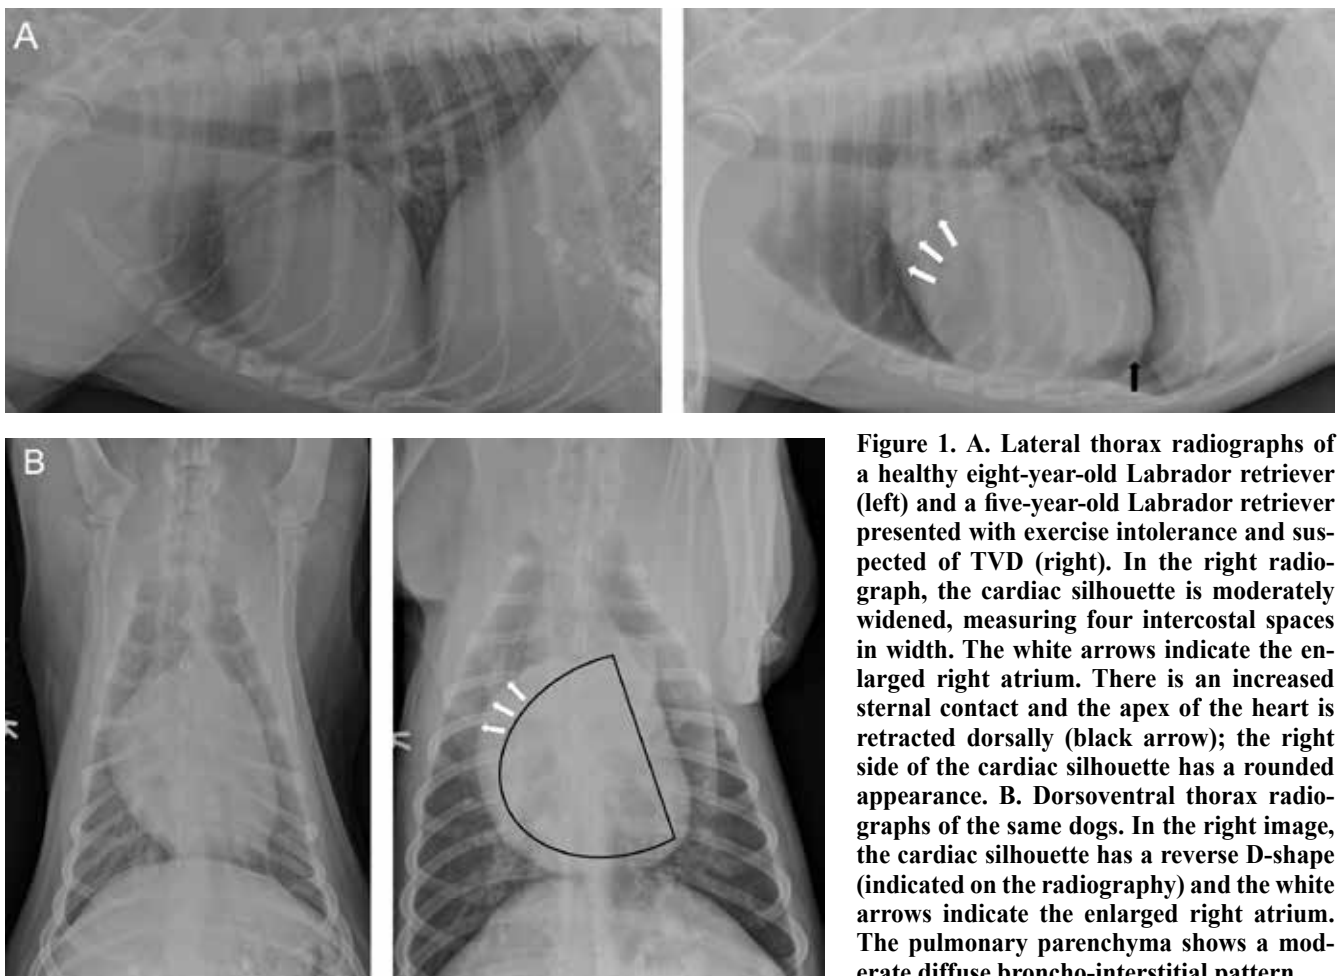 A
B
Figure 1. A. Lateral thorax radiographs of
a healthy eight-year-old Labrador retriever
(left) and a five-year-old Labrador retriever
presented with exercise intolerance and sus-
pected of TVD (right). In the right radio-
graph, the cardiac silhouette is moderately
widened, measuring four intercostal spaces
in width. The white arrows indicate the en-
larged right atrium. There is an increased
sternal contact and the apex of the heart is
retracted dorsally (black arrow); the right
side of the cardiac silhouette has a rounded
appearance. B. Dorsoventral thorax radio-
graphs of the same dogs. In the right image,
the cardiac silhouette has a reverse D-shape
(indicated on the radiography) and the white
arrows indicate the enlarged right atrium.
The pulmonary parenchyma shows a mod-
erate diffuse broncho-interstitial pattern.